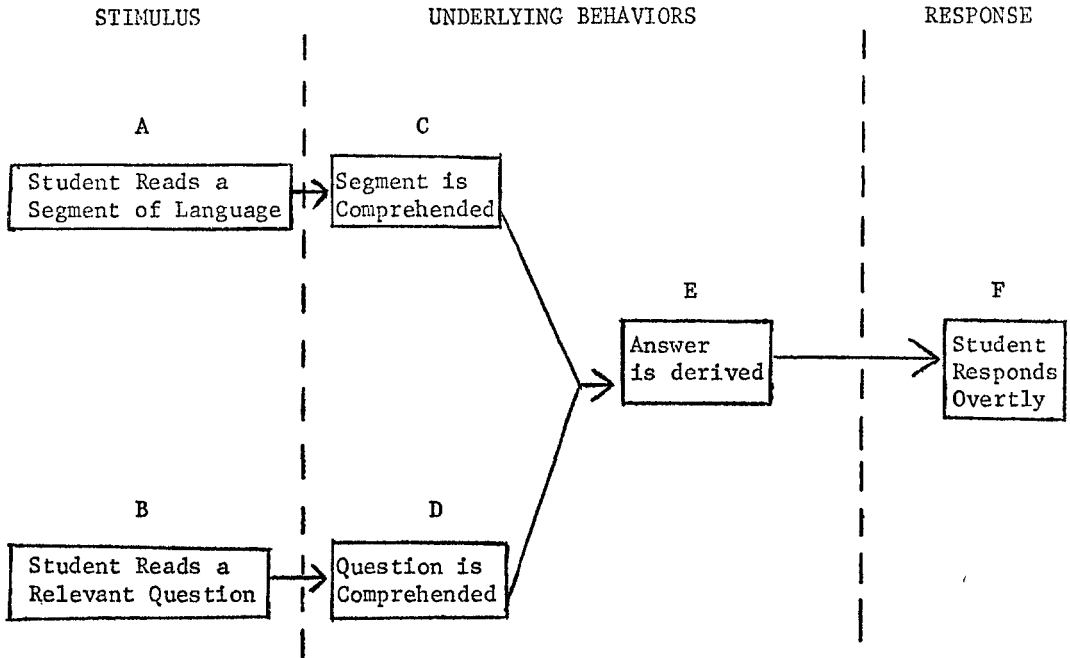 STIMULUS UNDERLYING BEHAVIORS RESPONSE
A
Student Reads a
Segment of Language
C
Segment is
Comprehended
B
Student Reads a
Relevant Question
D
Question is
Comprehended
E
Answer
is derived
F
Student
Responds
Overtly